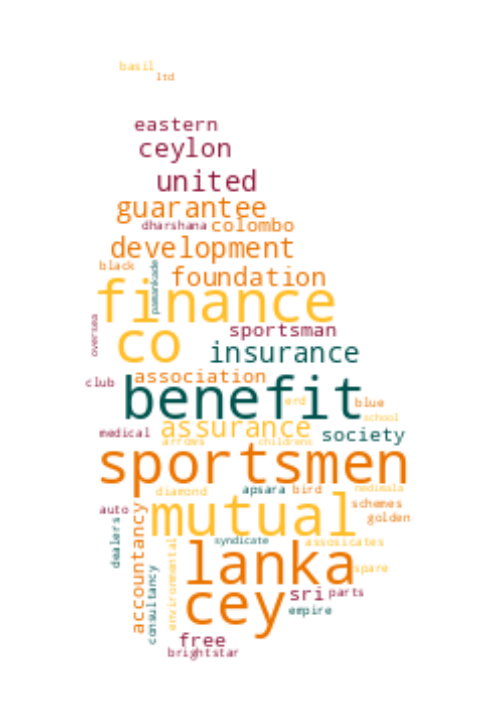 basil
ltd
eastern
ceylon
united
guarantee
dharshana colombo
development
black pamankade foundation
finance
oversea
sportsman
co insurance
club association
benefit
erd blue
school
assurance
medical society
arrows childrens
sportsmen
diamond apsara bird nedimala
mutual
schemes
auto golden
dealers accountancy
syndicate assosicates
environmental
lanka
spare
consultancy
cey
sri parts
empire
free
brightstar